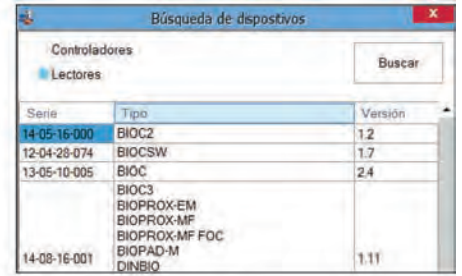 Búsqueda de dispostivos
x
Controladores
Lectores
Buscar
Serie Tipo Versión
14-05-16-000 BIOC2 1.2
12-04-28-074 BIOCSW 1.7
13-05-10-005 BIOC 2.4
BIOC3
BIOPROX-EM
BIOPROX-MF
BIOPROX-MF FOC
14-08-16-001 BIOPAD-M 1.11
DINBIO